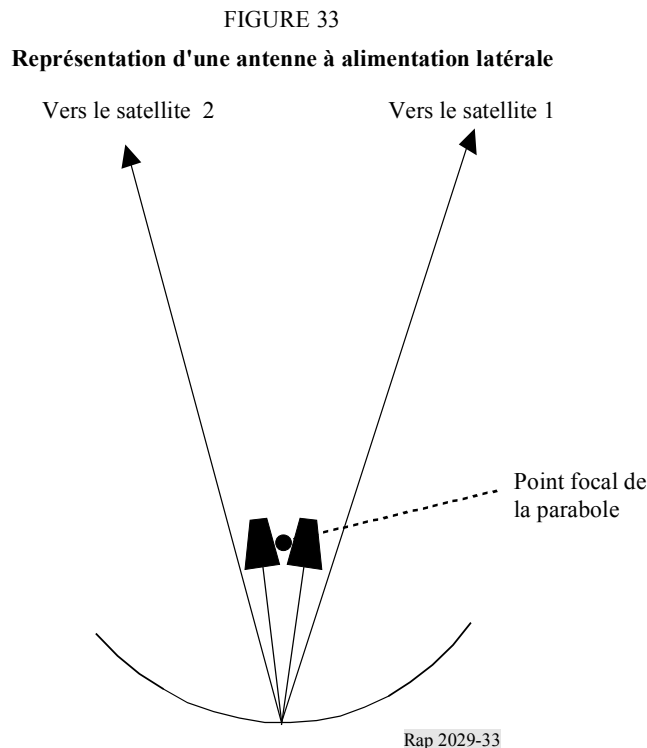 FIGURE 33
Représentation d'une antenne à alimentation latérale
Vers le satellite 2
Vers le satellite 1
Point focal de
la parabole
Rap 2029-33